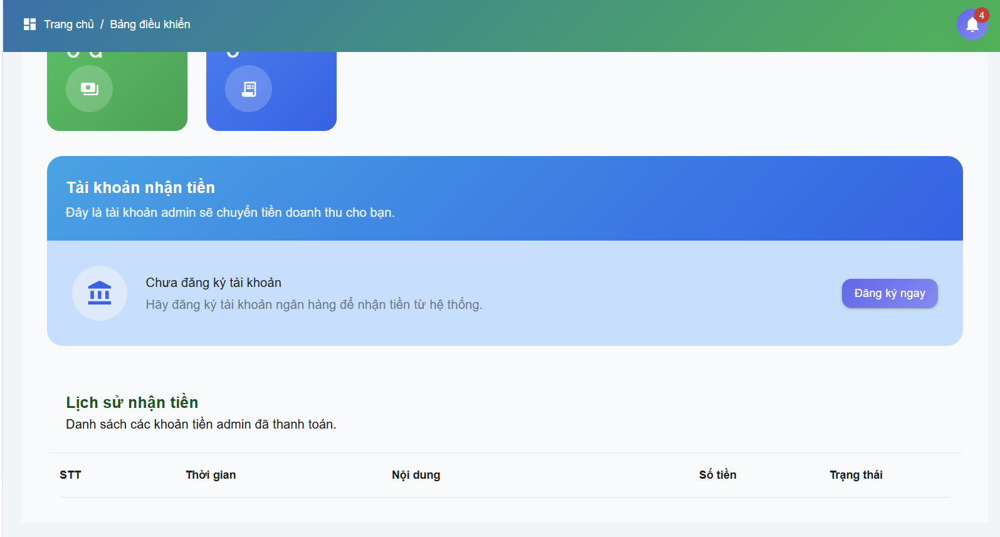 Trang chủ / Bảng điều khiển
4
Tài khoản nhận tiền
Đây là tài khoản admin sẽ chuyển tiền doanh thu cho bạn.
Chưa đăng ký tài khoản
Hãy đăng ký tài khoản ngân hàng để nhận tiền từ hệ thống.
Đăng ký ngay
Lịch sử nhận tiền
Danh sách các khoản tiền admin đã thanh toán.
STT Thời gian Nội dung Số tiền Trạng thái